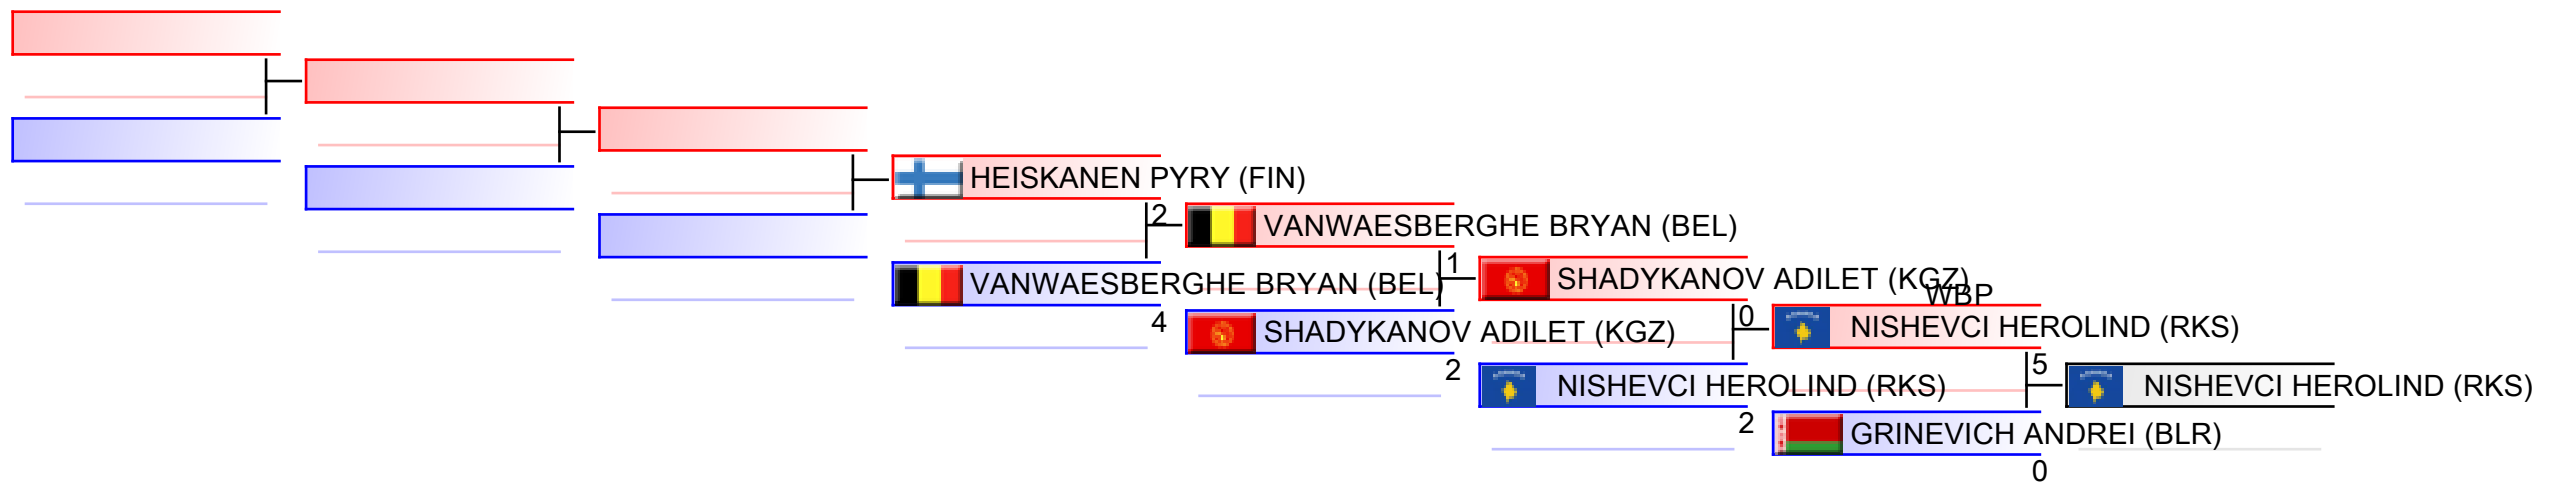 HEISKANEN PYRY (FIN)
2
VANWAESBERGHE BRYAN (BEL)
VANWAESBERGHE BRYAN (BEL)
4
1
SHADYKANOV ADILET (KGZ)
SHADYKANOV ADILET (KGZ)
2
WBP
0
NISHEVCI HEROLIND (RKS)
NISHEVCI HEROLIND (RKS)
2
5
NISHEVCI HEROLIND (RKS)
GRINEVICH ANDREI (BLR)
0